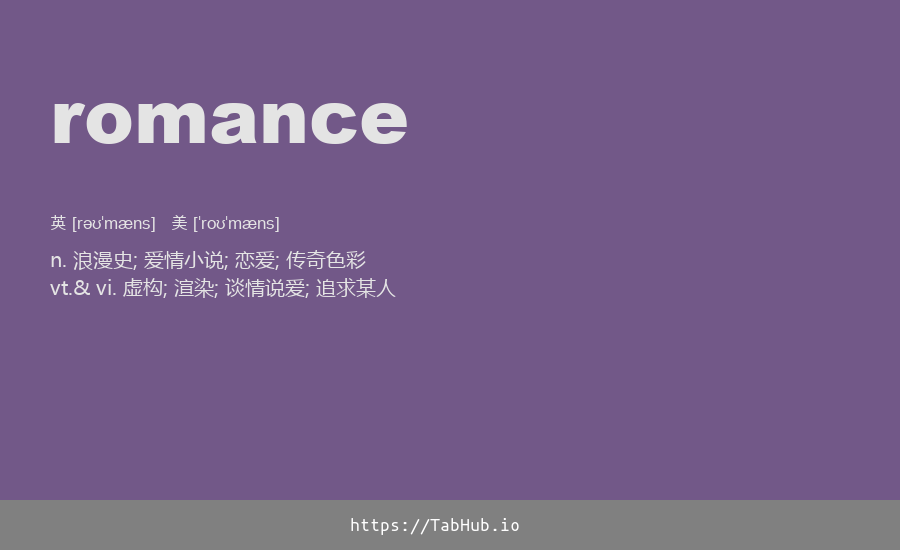 romance
英 [rəʊˈmæns] 美 [ˈroʊˈmæns]
n. 浪漫史; 爱情小说; 恋爱; 传奇色彩
vt.& vi. 虚构; 渲染; 谈情说爱; 追求某人
https://TabHub.io